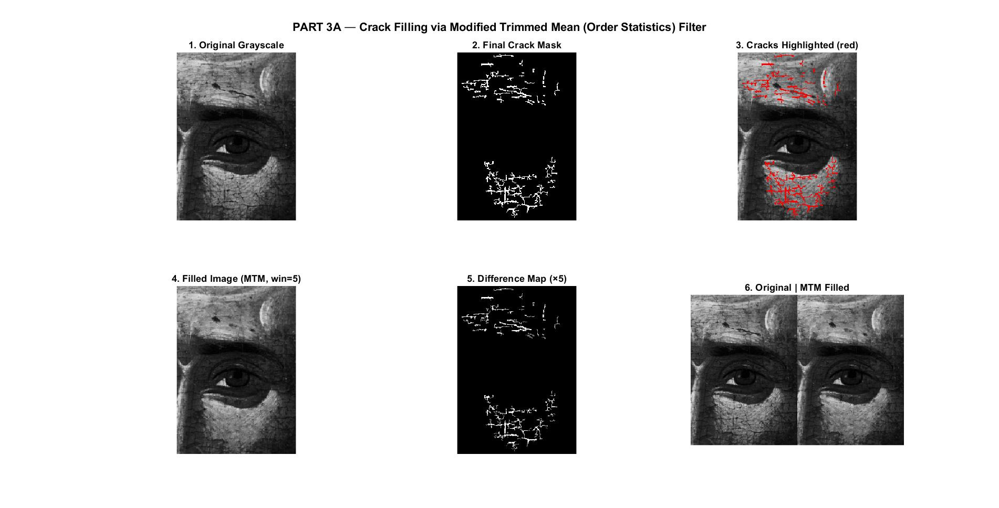 PART 3A — Crack Filling via Modified Trimmed Mean (Order Statistics) Filter
1. Original Grayscale
2. Final Crack Mask
3. Cracks Highlighted (red)
4. Filled Image (MTM, win=5)
5. Difference Map (×5)
6. Original | MTM Filled